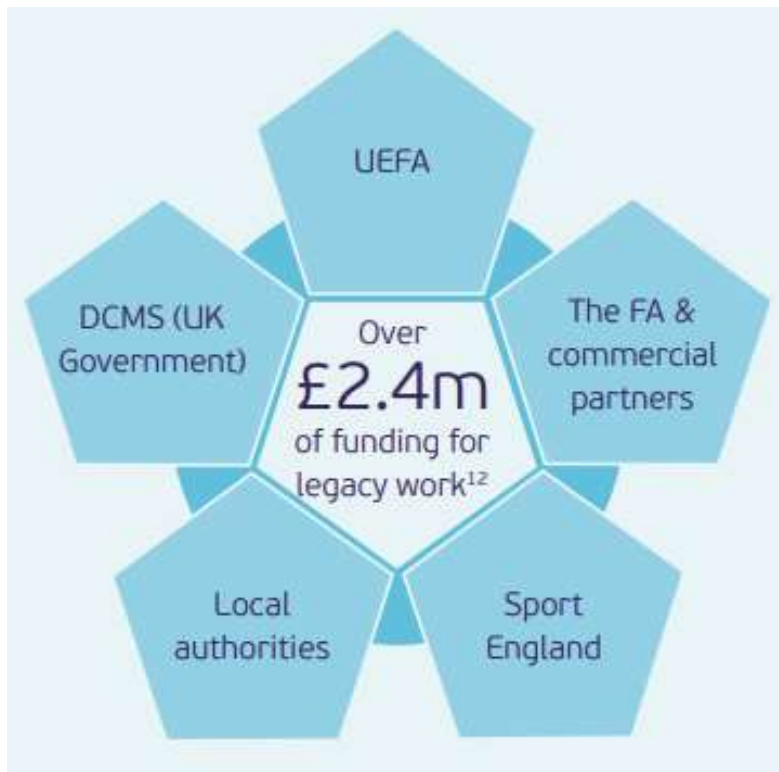 UEFA
DCMS (UK
Government)
The FA &
commercial
partners
Over
£2.4m
of funding for
legacy work¹²
Local
authorities
Sport
England